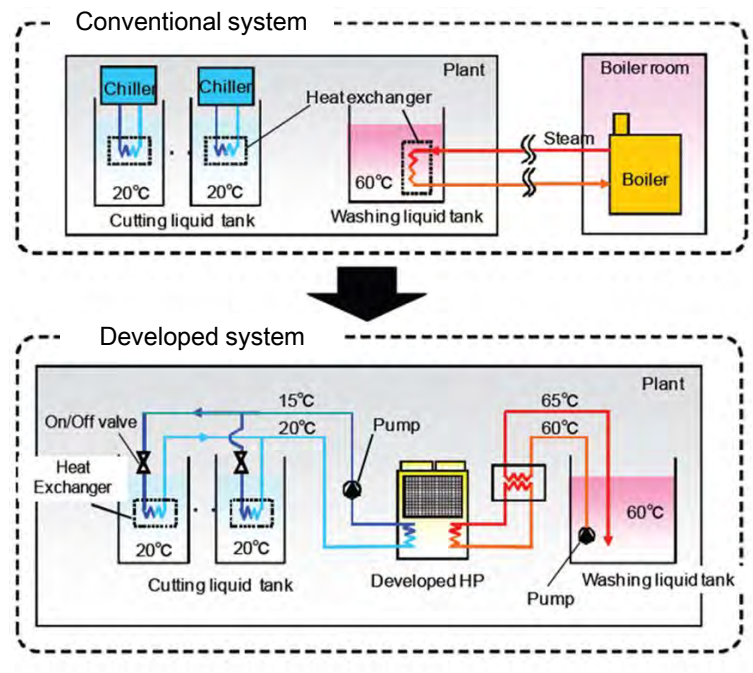 Conventional system
Plant
Boiler room
Chiller
Chiller
Heat exchanger
Steam
Boiler
60℃
20℃
20℃
Cutting liquid tank
Washing liquid tank
Developed system
Plant
15℃
65℃
On/Off valve
20℃
Pump
60℃
Heat
Exchanger
60℃
20℃
20℃
Cutting liquid tank
Developed HP
Washing liquid tank
Pump